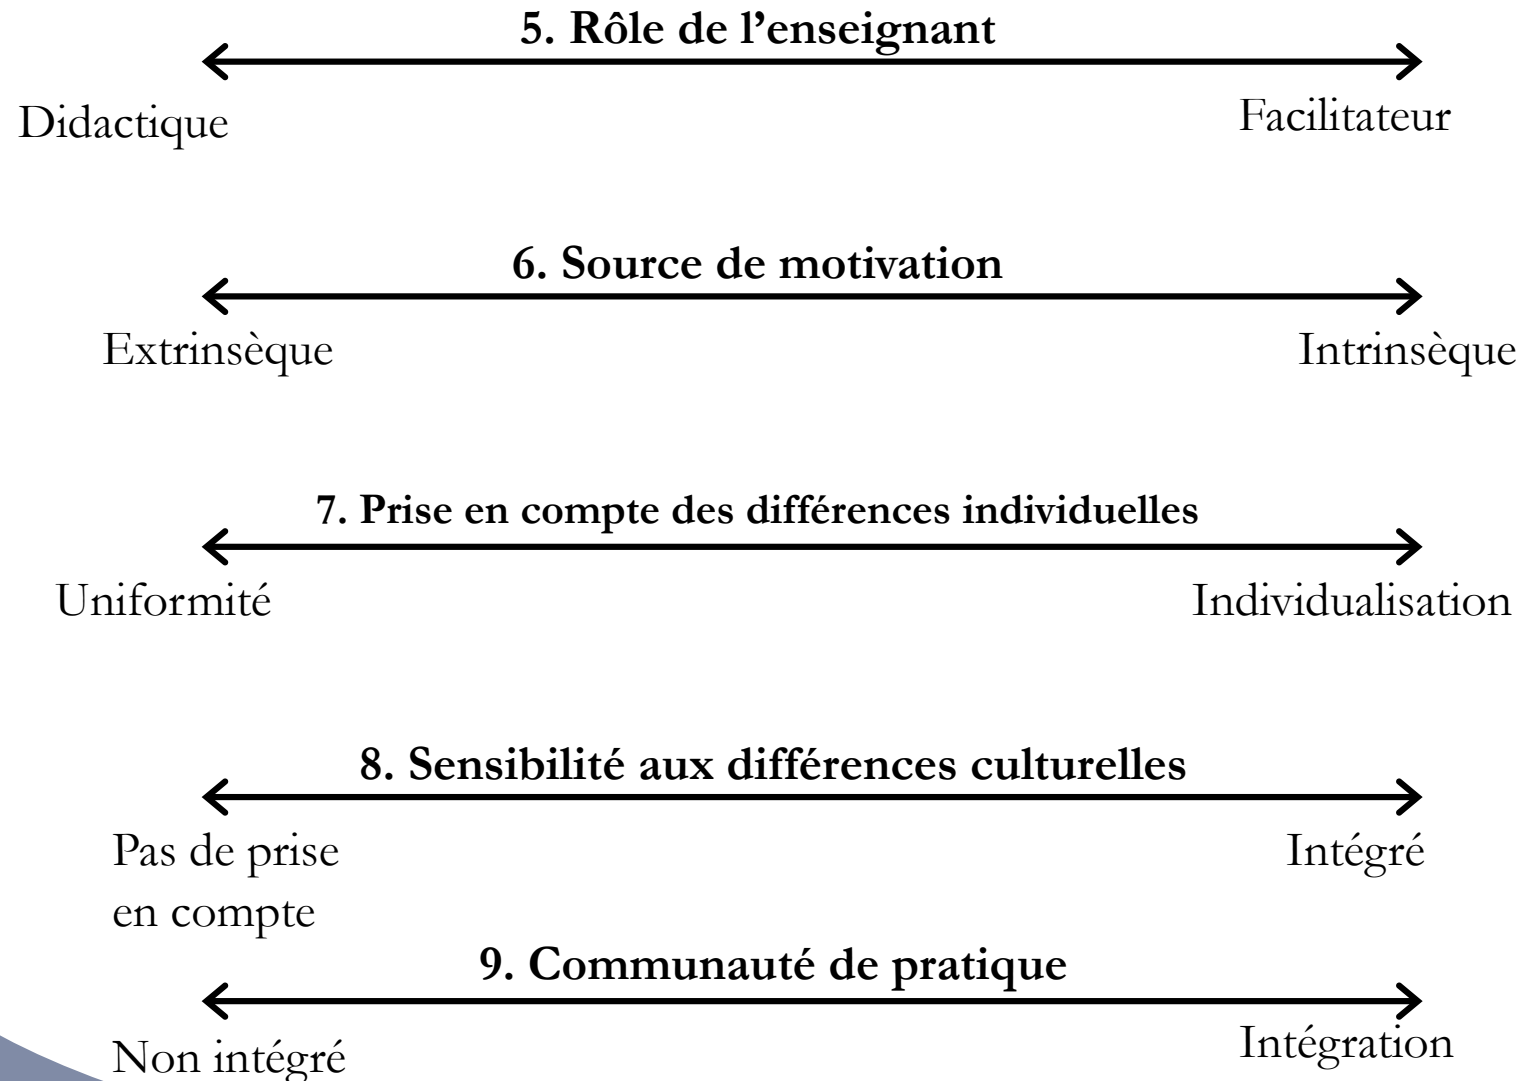 5. Rôle de l’enseignant
Didactique
Facilitateur
6. Source de motivation
Extrinsèque
Intrinsèque
7. Prise en compte des différences individuelles
Uniformité
Individualisation
8. Sensibilité aux différences culturelles
Pas de prise
en compte
Intégré
9. Communauté de pratique
Non intégré
Intégration